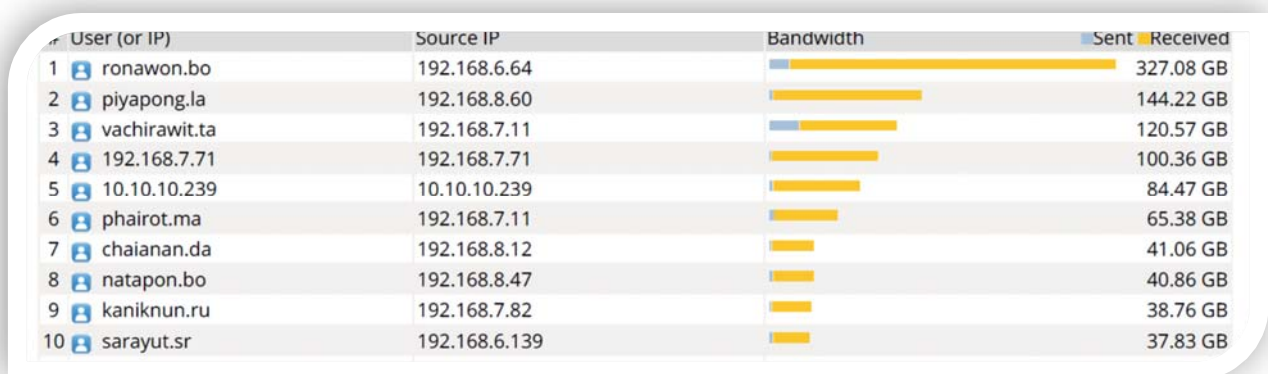 # User (or IP) Source IP Bandwidth Sent Received
1 ronawon.bo 192.168.6.64 327.08 GB
2 piyapong.la 192.168.8.60 144.22 GB
3 vachirawit.ta 192.168.7.11 120.57 GB
4 192.168.7.71 192.168.7.71 100.36 GB
5 10.10.10.239 10.10.10.239 84.47 GB
6 phairot.ma 192.168.7.11 65.38 GB
7 chaianan.da 192.168.8.12 41.06 GB
8 natapon.bo 192.168.8.47 40.86 GB
9 kaniknun.ru 192.168.7.82 38.76 GB
10 sarayut.sr 192.168.6.139 37.83 GB